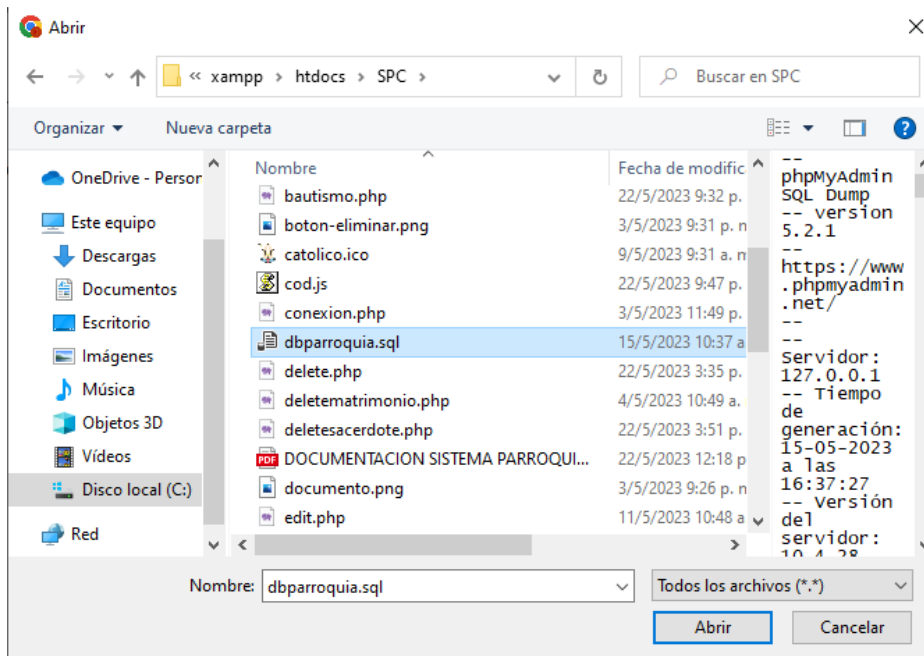 Abrir
« xampp › htdocs › SPC ›
Buscar en SPC
Organizar
Nueva carpeta
OneDrive - Person
Este equipo
Descargas
Documentos
Escritorio
Imágenes
Música
Objetos 3D
Vídeos
Disco local (C:)
Red
Nombre Fecha de modific
bautismo.php 22/5/2023 9:32 p.
boton-eliminar.png 3/5/2023 9:31 p. n
catolico.ico 9/5/2023 9:31 a. m
cod.js 22/5/2023 9:47 p.
conexion.php 3/5/2023 11:49 p.
dbparroquia.sql 15/5/2023 10:37 a
delete.php 22/5/2023 3:35 p.
deletematrimonio.php 4/5/2023 10:49 a.
deletesacerdote.php 22/5/2023 3:51 p.
PDF DOCUMENTACION SISTEMA PARROQUI... 22/5/2023 12:18 p
documento.png 3/5/2023 9:26 p. n
edit.php 11/5/2023 10:48 a
--
phpMyAdmin
SQL Dump
-- version
5.2.1
--
https://www
.phpmyadmin
.net/
--
--
Servidor:
127.0.0.1
-- Tiempo
de
generación:
15-05-2023
a las
16:37:27
-- Versión
del
servidor:
10.4.28
Nombre: dbparroquia.sql
Todos los archivos (*.*)
Abrir
Cancelar